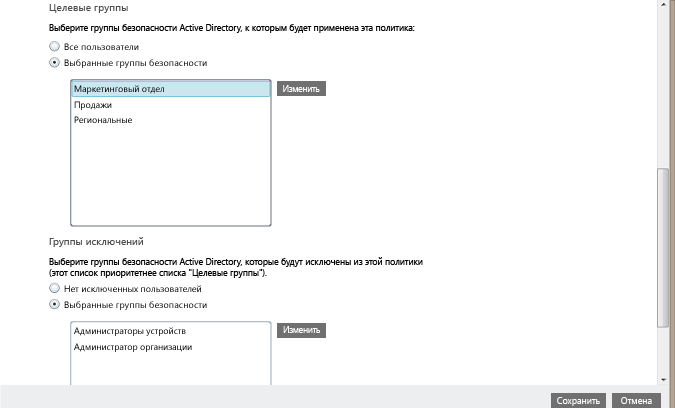 Целевые группы
Выберите группы безопасности Active Directory, к которым будет применена эта политика:
Все пользователи
Выбранные группы безопасности
Маркетинговый отдел
Изменить
Продажи
Региональные
Группы исключений
Выберите группы безопасности Active Directory, которые будут исключены из этой политики
(этот список приоритетнее списка "Целевые группы").
Нет исключенных пользователей
Выбранные группы безопасности
Администраторы устройств
Изменить
Администратор организации
Сохранить
Отмена